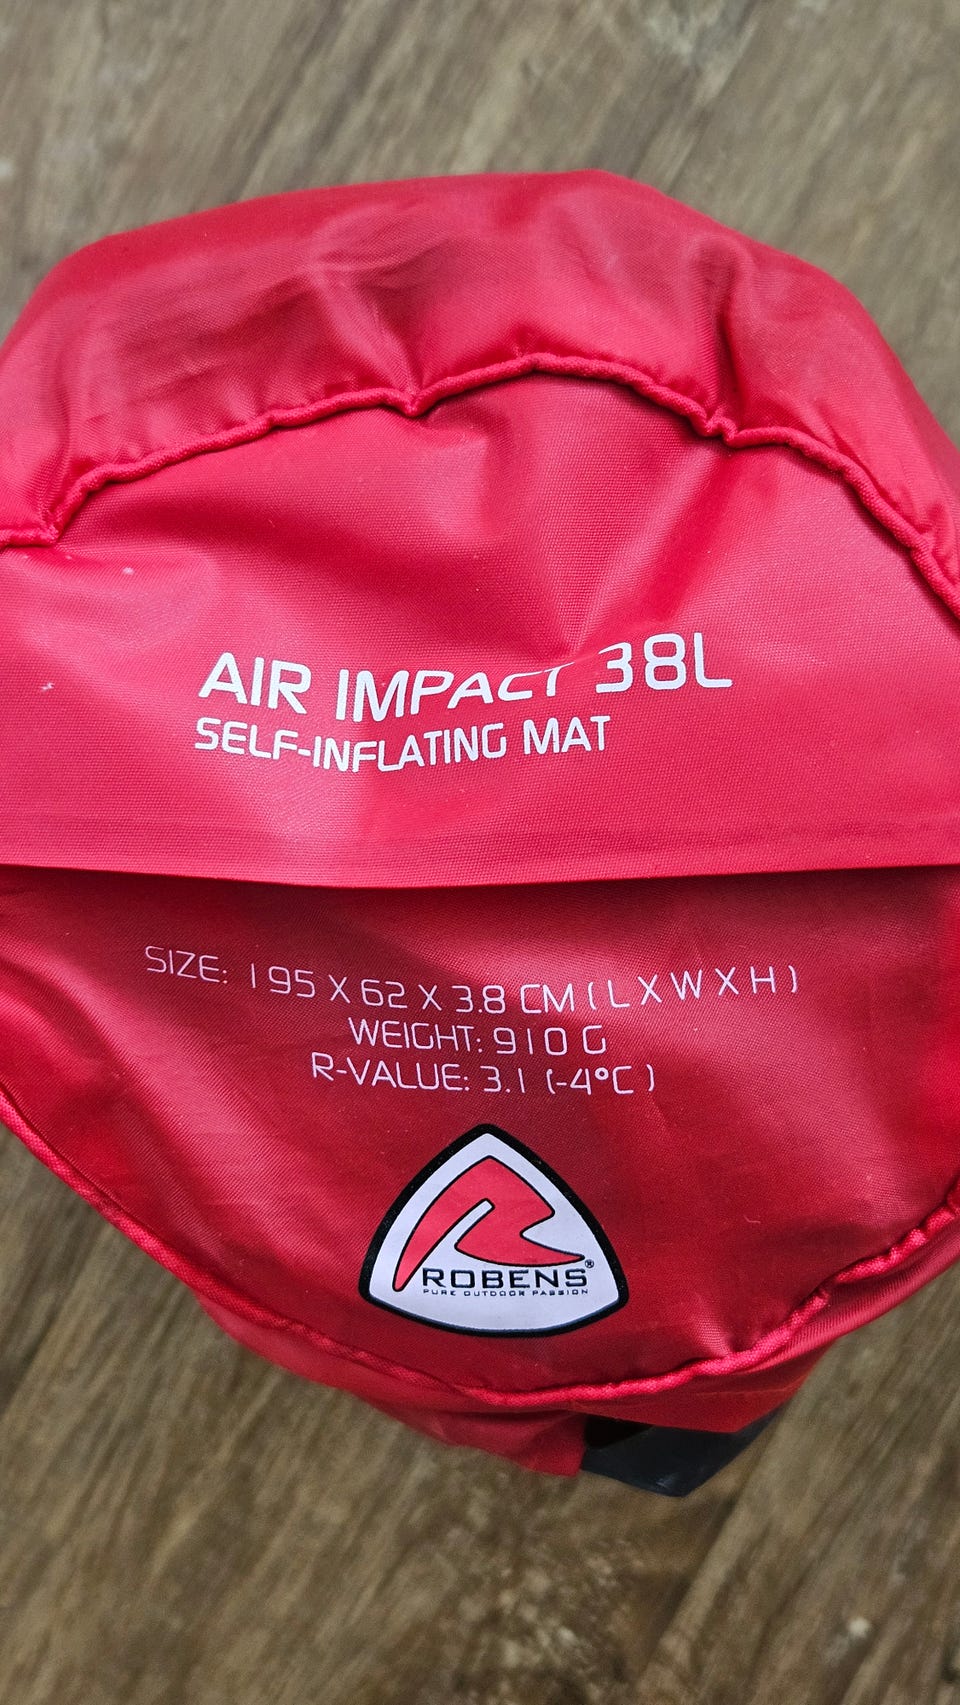 AIR IMPACT 38L
SELF-INFLATING MAT
SIZE: 195 X 62 X 3.8 CM (L X W X H)
WEIGHT: 910 G
R-VALUE: 3.1 (-4°C)
ROBENS®
PURE OUTDOOR PASSION